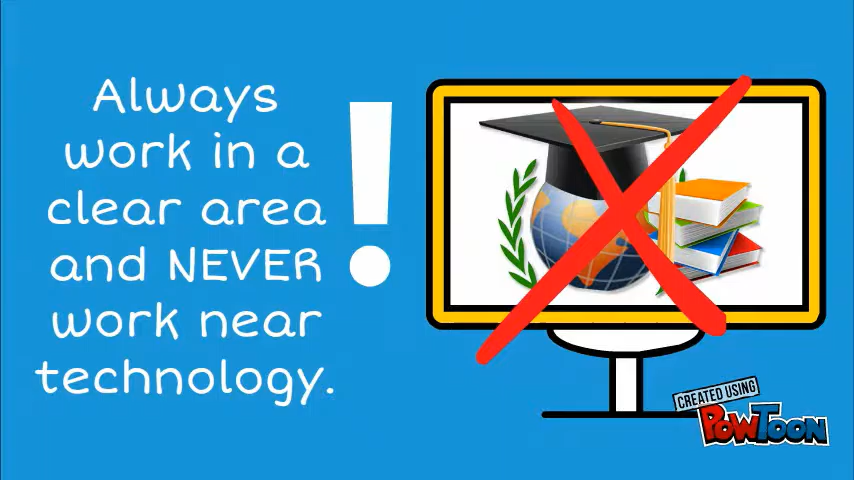 Always
work in a
clear area
and NEVER
work near
technology.
!
CREATED USING
POWTOON